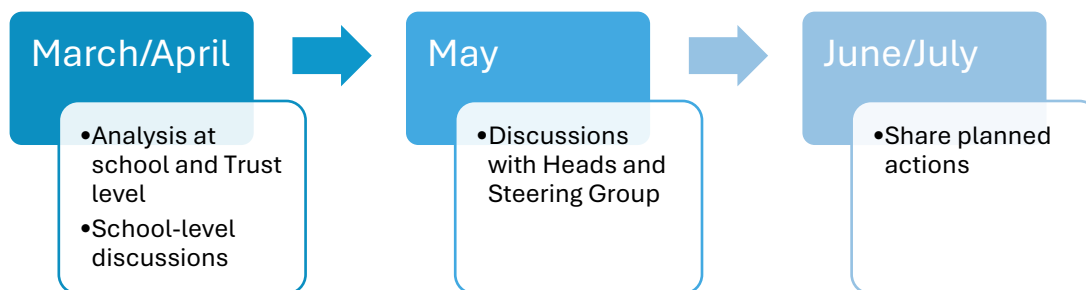 March/April
•Analysis at
school and Trust
level
•School-level
discussions
May
•Discussions
with Heads and
Steering Group
June/July
•Share planned
actions